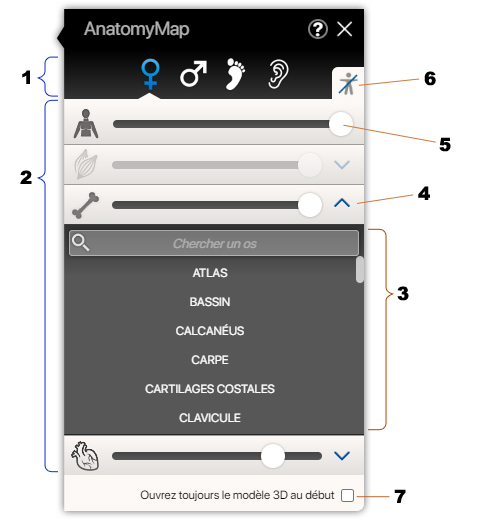 AnatomyMap ?
1
6
2
5
4
Chercher un os
ATLAS
BASSIN
3
CALCANÉUS
CARPE
CARTILAGES COSTALES
CLAVICULE
Ouvrez toujours le modèle 3D au début
7